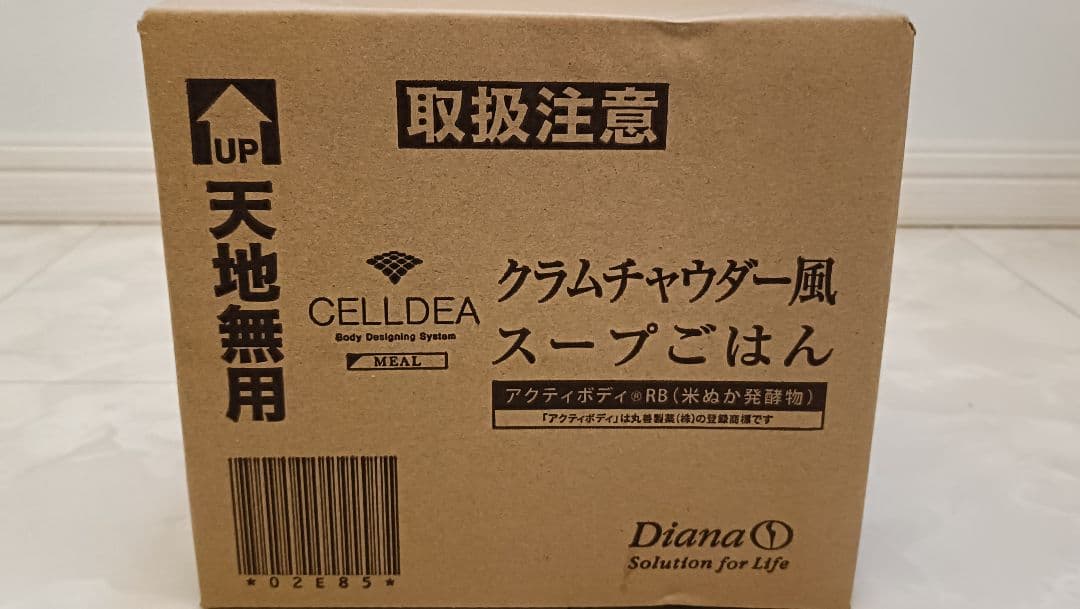 UP
天地無用
取扱注意
CELLDEA
Body Designing System
MEAL
クラムチャウダー風
スープごはん
アクティボディ®RB(米ぬか発酵物)
「アクティボディ」は丸善製薬(株)の登録商標です
*02E85*
Diana
Solution for Life